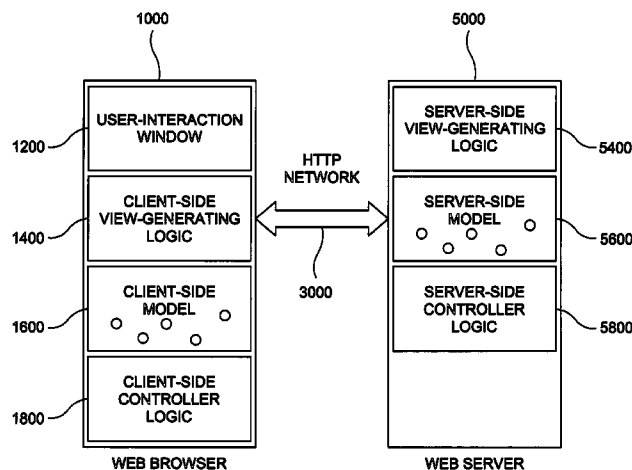 1000
5000
USER-INTERACTION
WINDOW
1200
CLIENT-SIDE
VIEW-GENERATING
LOGIC
1400
CLIENT-SIDE
MODEL
1600
CLIENT-SIDE
CONTROLLER
LOGIC
1800
WEB BROWSER
HTTP
NETWORK
3000
SERVER-SIDE
VIEW-GENERATING
LOGIC
5400
SERVER-SIDE
MODEL
5600
SERVER-SIDE
CONTROLLER
LOGIC
5800
WEB SERVER